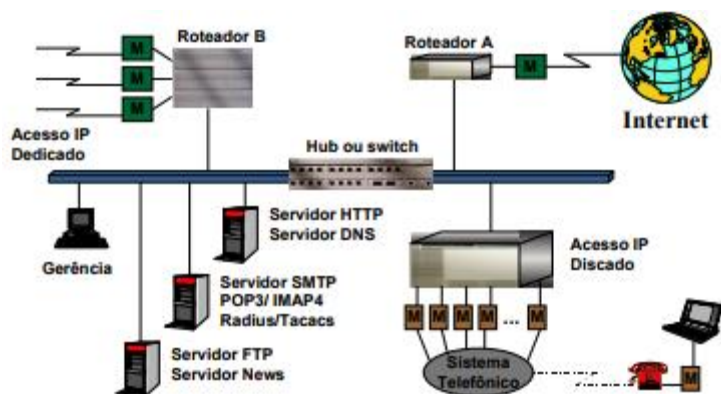 M
M
M
Roteador B
Roteador A
M
Internet
Acesso IP
Dedicado
Hub ou switch
Gerência
Servidor HTTP
Servidor DNS
Servidor SMTP
POP3/ IMAP4
Radius/Tacacs
Servidor FTP
Servidor News
Acesso IP
Discado
M M M M ... M
Sistema
Telefônico
M